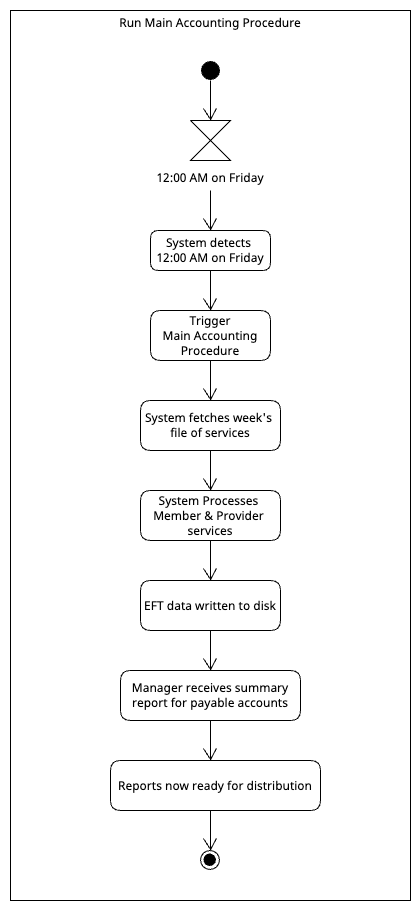 Run Main Accounting Procedure
12:00 AM on Friday
System detects
12:00 AM on Friday
Trigger
Main Accounting
Procedure
System fetches week's
file of services
System Processes
Member & Provider
services
EFT data written to disk
Manager receives summary
report for payable accounts
Reports now ready for distribution